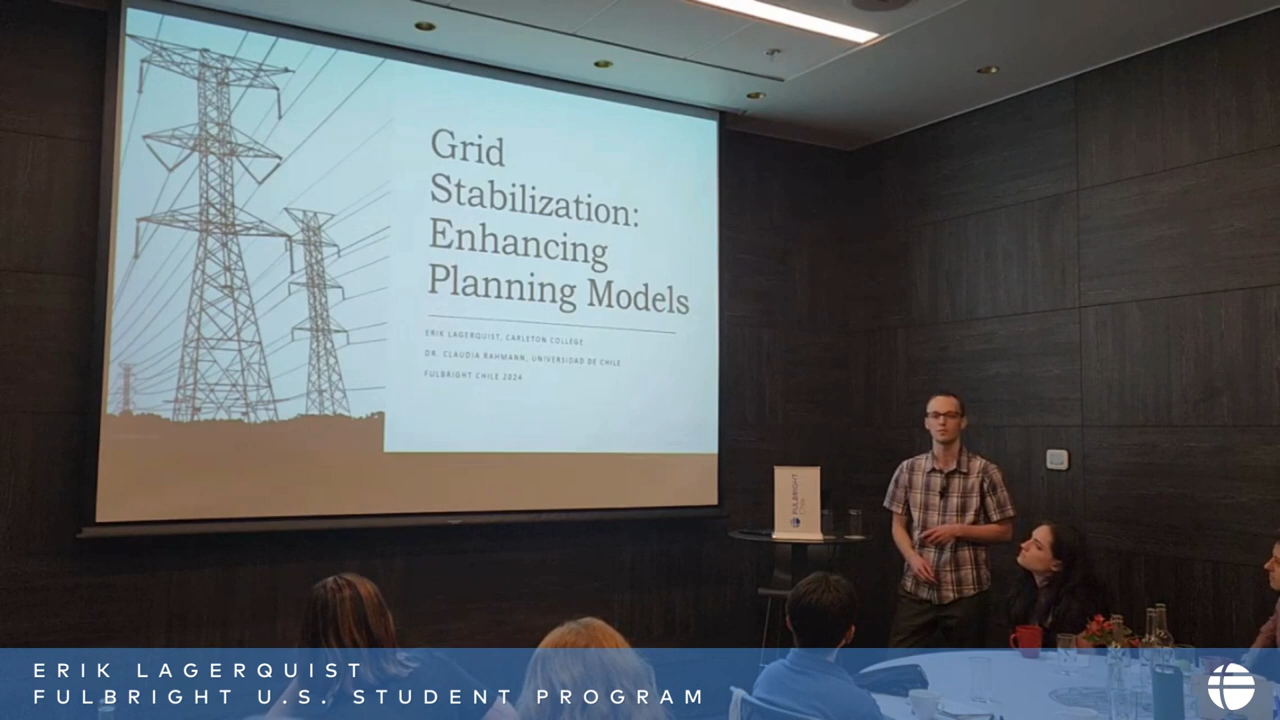 Grid
Stabilization:
Enhancing
Planning Models
ERIK LAGERQUIST, CARLETON COLLEGE
DR. CLAUDIA RAHMANN, UNIVERSIDAD DE CHILE
FULBRIGHT CHILE 2024
FULBRIGHT
ERIK LAGERQUIST
FULBRIGHT U.S. STUDENT PROGRAM